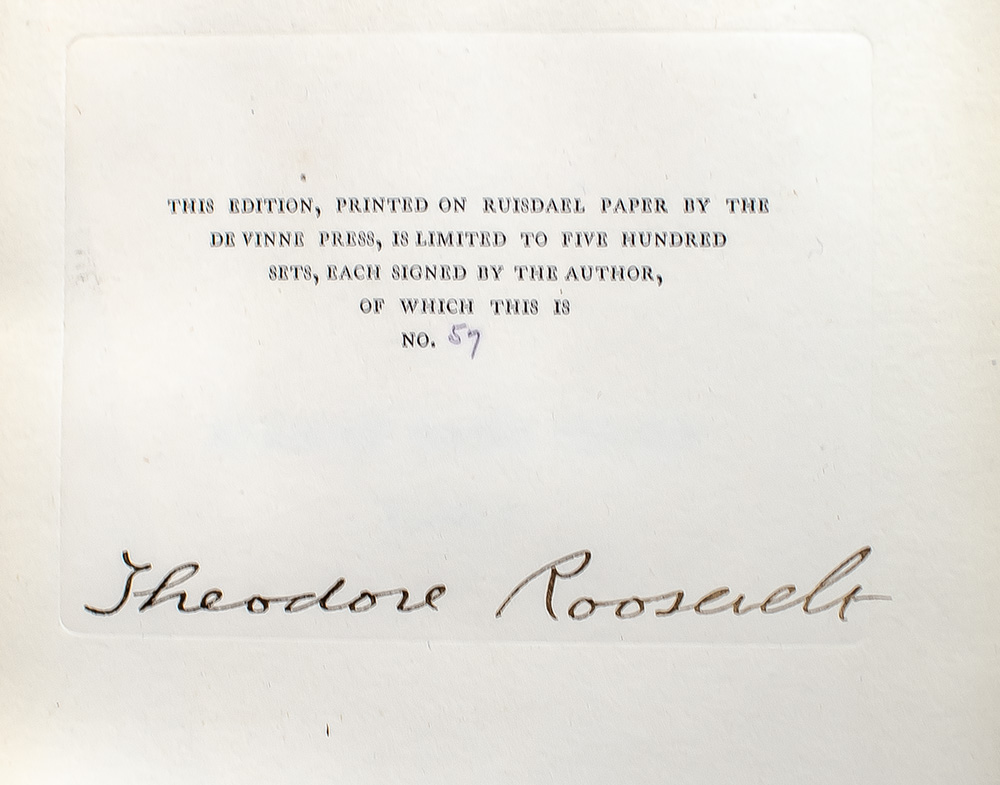 THIS EDITION, PRINTED ON RUISDAEL PAPER BY THE
DE VINNE PRESS, IS LIMITED TO FIVE HUNDRED
SETS, EACH SIGNED BY THE AUTHOR,
OF WHICH THIS IS
NO. 57
Theodore Roosevelt